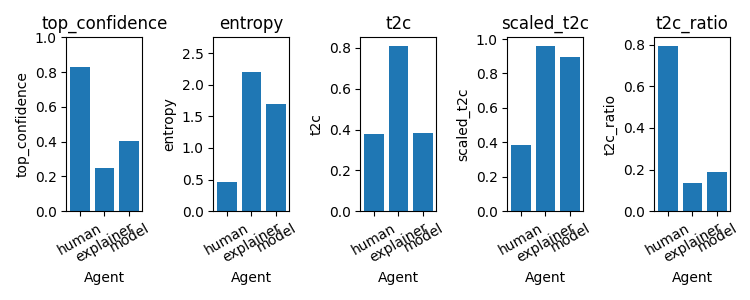 top_confidence
top_confidence
1.0
0.8
0.6
0.4
0.2
0.0
human
explainer
model
Agent
entropy
entropy
2.5
2.0
1.5
1.0
0.5
0.0
human
explainer
model
Agent
t2c
t2c
0.8
0.6
0.4
0.2
0.0
human
explainer
model
Agent
scaled_t2c
scaled_t2c
1.0
0.8
0.6
0.4
0.2
0.0
human
explainer
model
Agent
t2c_ratio
t2c_ratio
0.8
0.6
0.4
0.2
0.0
human
explainer
model
Agent